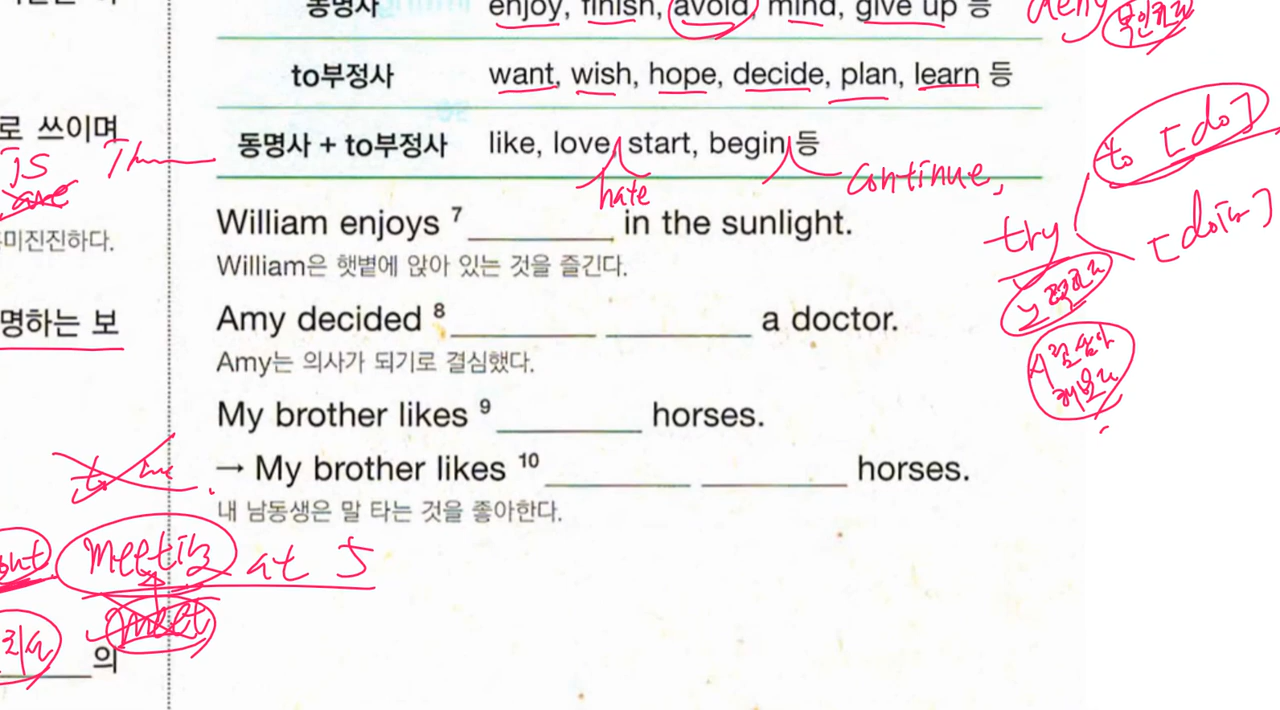 동명사 enjoy, finish, avoid, mind, give up 등 deny
to부정사 want, wish, hope, decide, plan, learn 등
로 쓰이며
동명사 + to부정사 like, love, start, begin 등
hate
continue,
to [do]
is
are
try
미진진하다.
William enjoys 7 ________ in the sunlight.
William은 햇볕에 앉아 있는 것을 즐긴다.
명하는 보
Amy decided 8 ________ ________ a doctor.
Amy는 의사가 되기로 결심했다.
노력하다
My brother likes 9 ________ horses.
→ My brother likes 10 ________ ________ horses.
내 남동생은 말 타는 것을 좋아한다.
at 5
meet
의